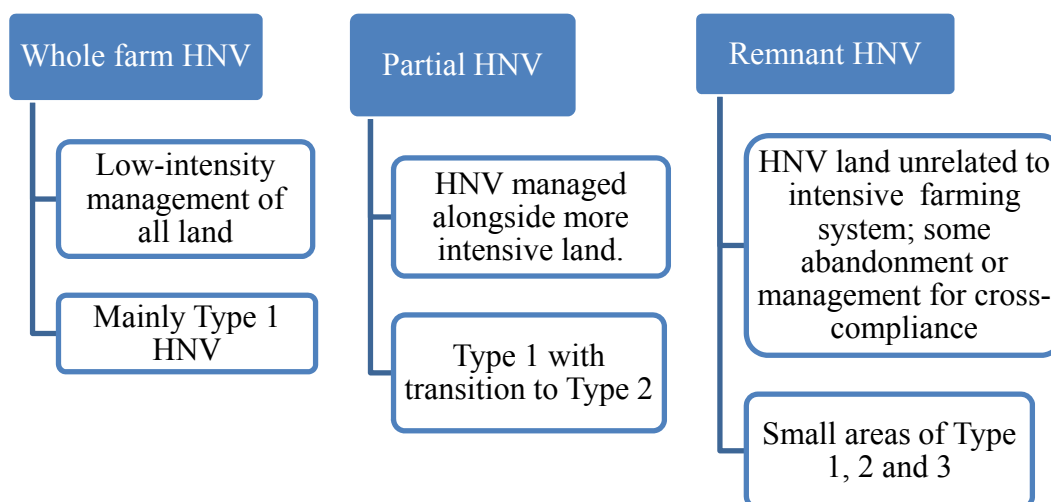 Whole farm HNV
Low-intensity
management of
all land
Mainly Type 1
HNV
Partial HNV
HNV managed
alongside more
intensive land.
Type 1 with
transition to Type 2
Remnant HNV
HNV land unrelated to
intensive farming
system; some
abandonment or
management for cross-
compliance
Small areas of Type
1, 2 and 3